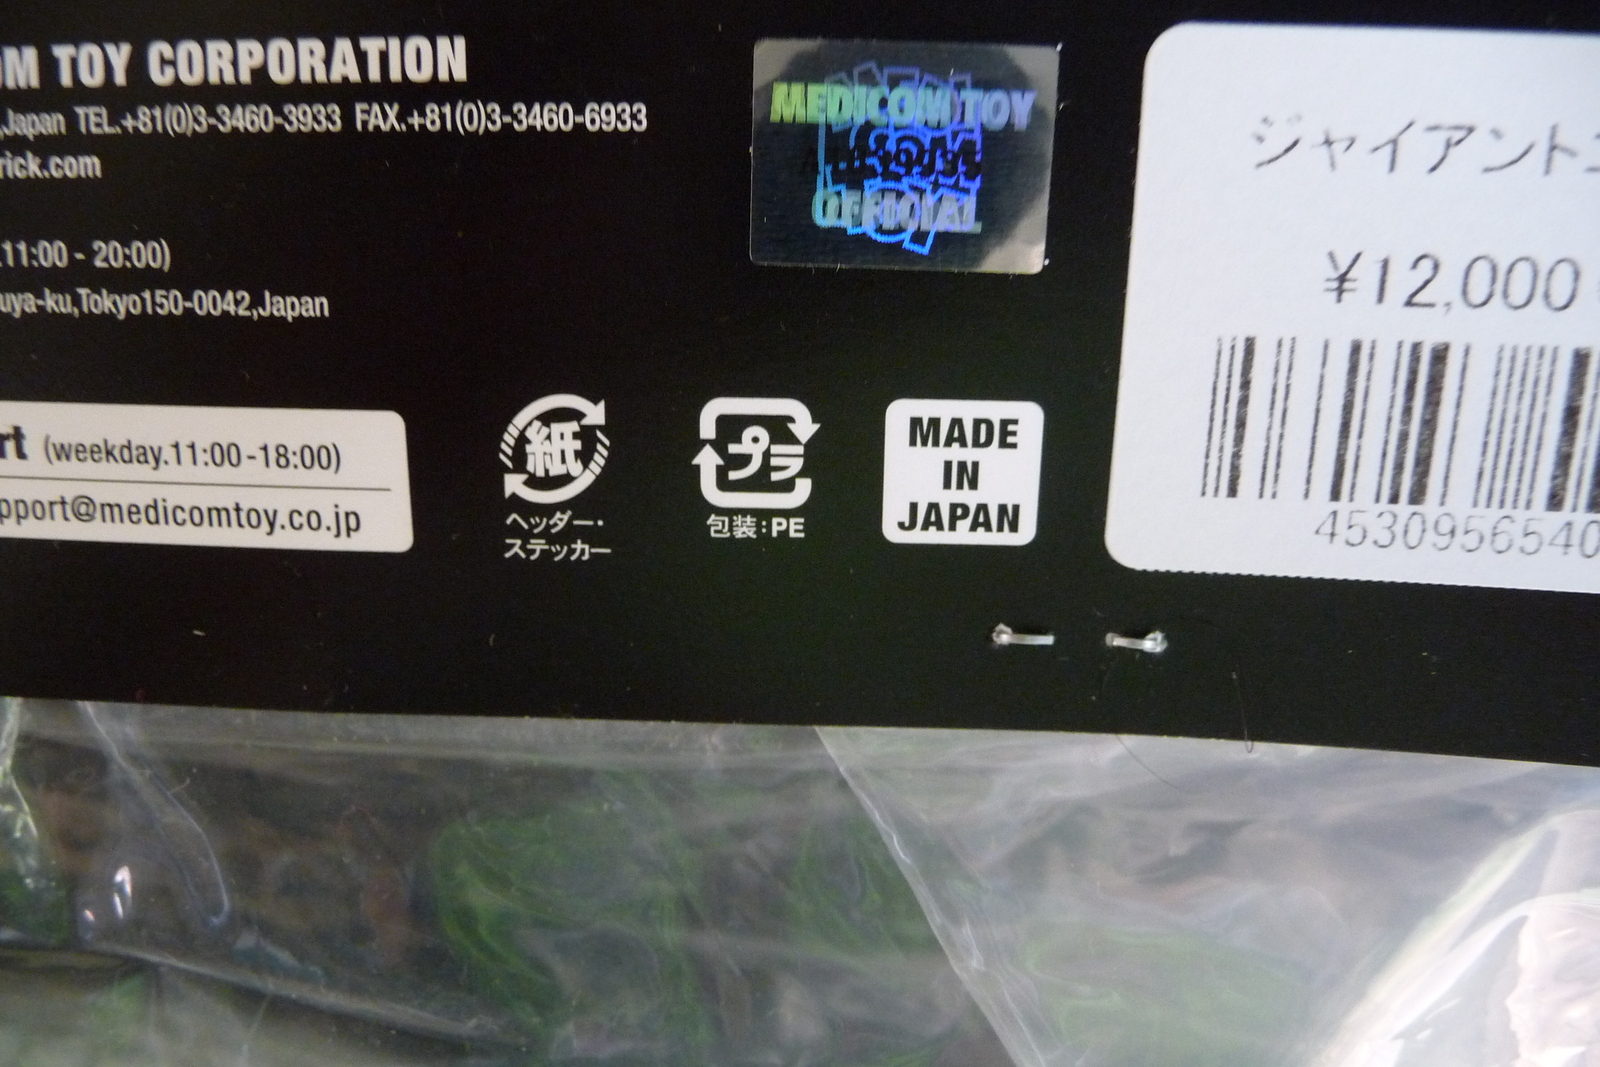 OM TOY CORPORATION
,Japan TEL.+81(0)3-3460-3933 FAX.+81(0)3-3460-6933
rick.com
.11:00 - 20:00)
uya-ku,Tokyo150-0042,Japan
rt (weekday.11:00-18:00)
pport@medicomtoy.co.jp
MEDICOM TOY
OFFICIAL
紙
ヘッダー・
ステッカー
プラ
包装:PE
MADE
IN
JAPAN
ジャイアントコ
¥12,000
4530956540